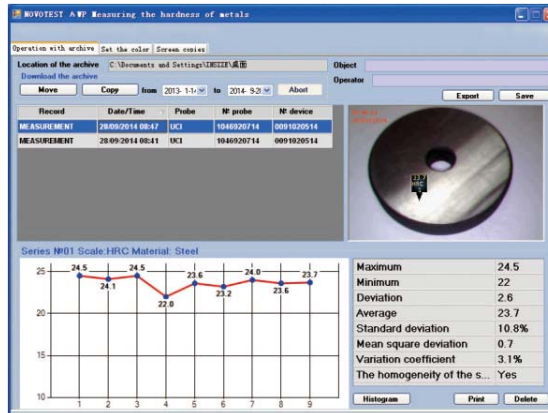 NOVOTEST АРМ Measuring the hardness of metals
Operation with archive Set the color Screen copies
Location of the archive C:\Documents and Settings\INSIZE\桌面
Object
Download the archive
Operator
Move Copy from 2013- 1-1 to 2014- 9-2 Abort
Export Save
Record Date/Time Probe № probe № device
MEASUREMENT 28/09/2014 08:47 UCI 1046920714 0091020514
MEASUREMENT 28/09/2014 08:41 UCI 1046920714 0091020514
23.7
HRC
Series №01 Scale:HRC Material: Steel
25
20
15
10
24.5 24.1 24.5 22.0 23.6 23.2 24.0 23.6 23.7
1 2 3 4 5 6 7 8 9
Maximum 24.5
Minimum 22
Deviation 2.6
Average 23.7
Standard deviation 10.8%
Mean square deviation 0.7
Variation coefficient 3.1%
The homogeneity of the s... Yes
Histogram Print Delete